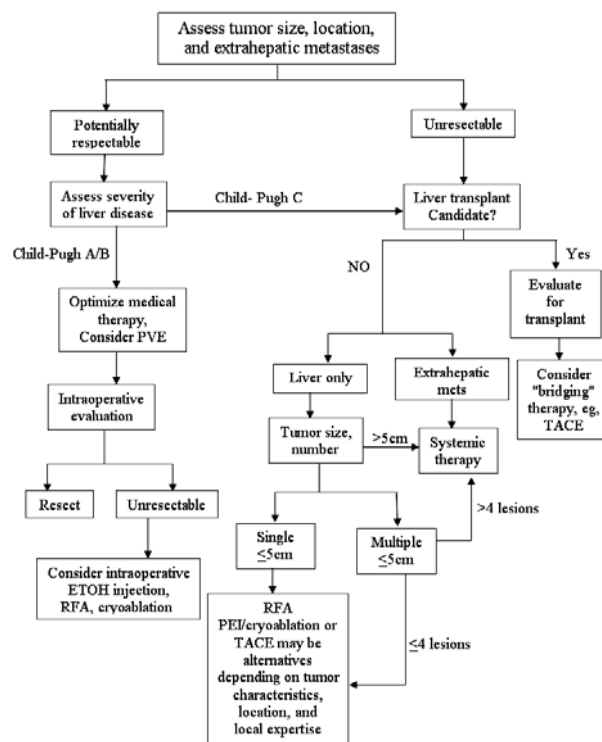 Assess tumor size, location,
and extrahepatic metastases
Potentially
respectable
Unresectable
Assess severity
of liver disease
Child- Pugh C
Liver transplant
Candidate?
Child-Pugh A/B
NO
Yes
Optimize medical
therapy,
Consider PVE
Evaluate
for
transplant
Intraoperative
evaluation
Liver only
Extrahepatic
mets
Consider
"bridging"
therapy, eg,
TACE
Tumor size,
number
>5cm
Systemic
therapy
Resect
Unresectable
Single
≤5cm
Multiple
≤5cm
>4 lesions
Consider intraoperative
ETOH injection,
RFA, cryoablation
RFA
PEI/cryoablation or
TACE may be
alternatives
depending on tumor
characteristics,
location, and
local expertise
≤4 lesions